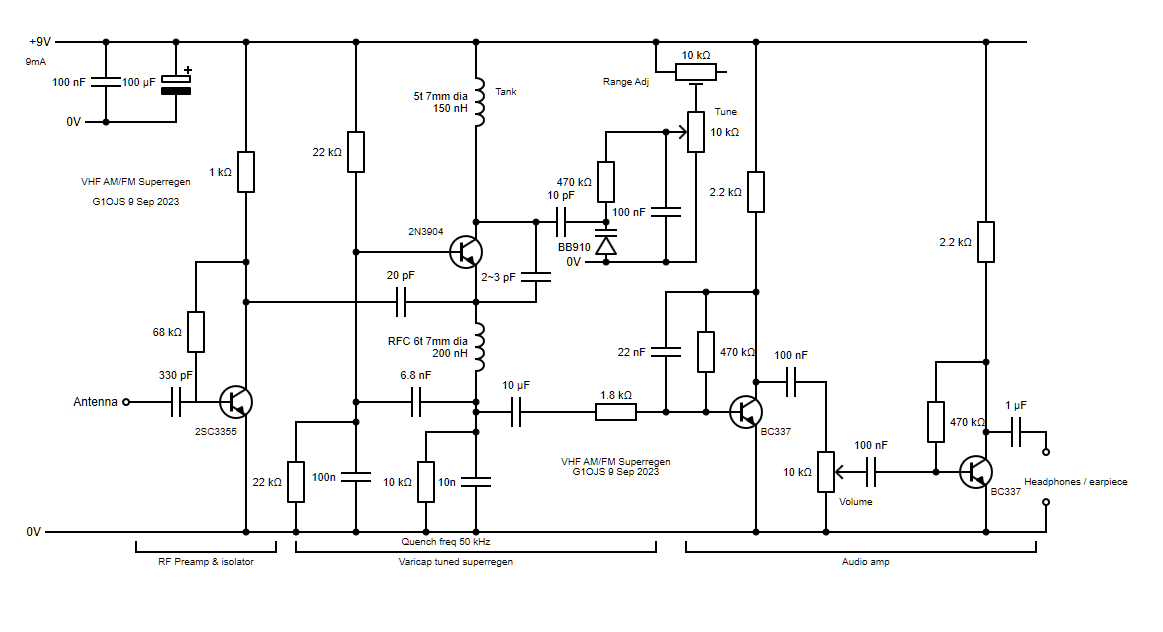 +9V
9mA
100 nF
100 µF
+
0V
VHF AM/FM Superregen
G1OJS 9 Sep 2023
1 kΩ
68 kΩ
330 pF
Antenna
2SC3355
22 kΩ
5t 7mm dia
150 nH
Tank
2N3904
20 pF
2~3 pF
RFC 6t 7mm dia
200 nH
6.8 nF
10 µF
22 kΩ
100n
10 kΩ
10n
10 kΩ
Range Adj
Tune
10 kΩ
470 kΩ
10 pF
100 nF
BB910
0V
2.2 kΩ
22 nF
470 kΩ
1.8 kΩ
100 nF
BC337
VHF AM/FM Superregen
G1OJS 9 Sep 2023
10 kΩ
Volume
100 nF
2.2 kΩ
470 kΩ
1 µF
BC337
Headphones / earpiece
0V
Quench freq 50 kHz
RF Preamp & isolator
Varicap tuned superregen
Audio amp